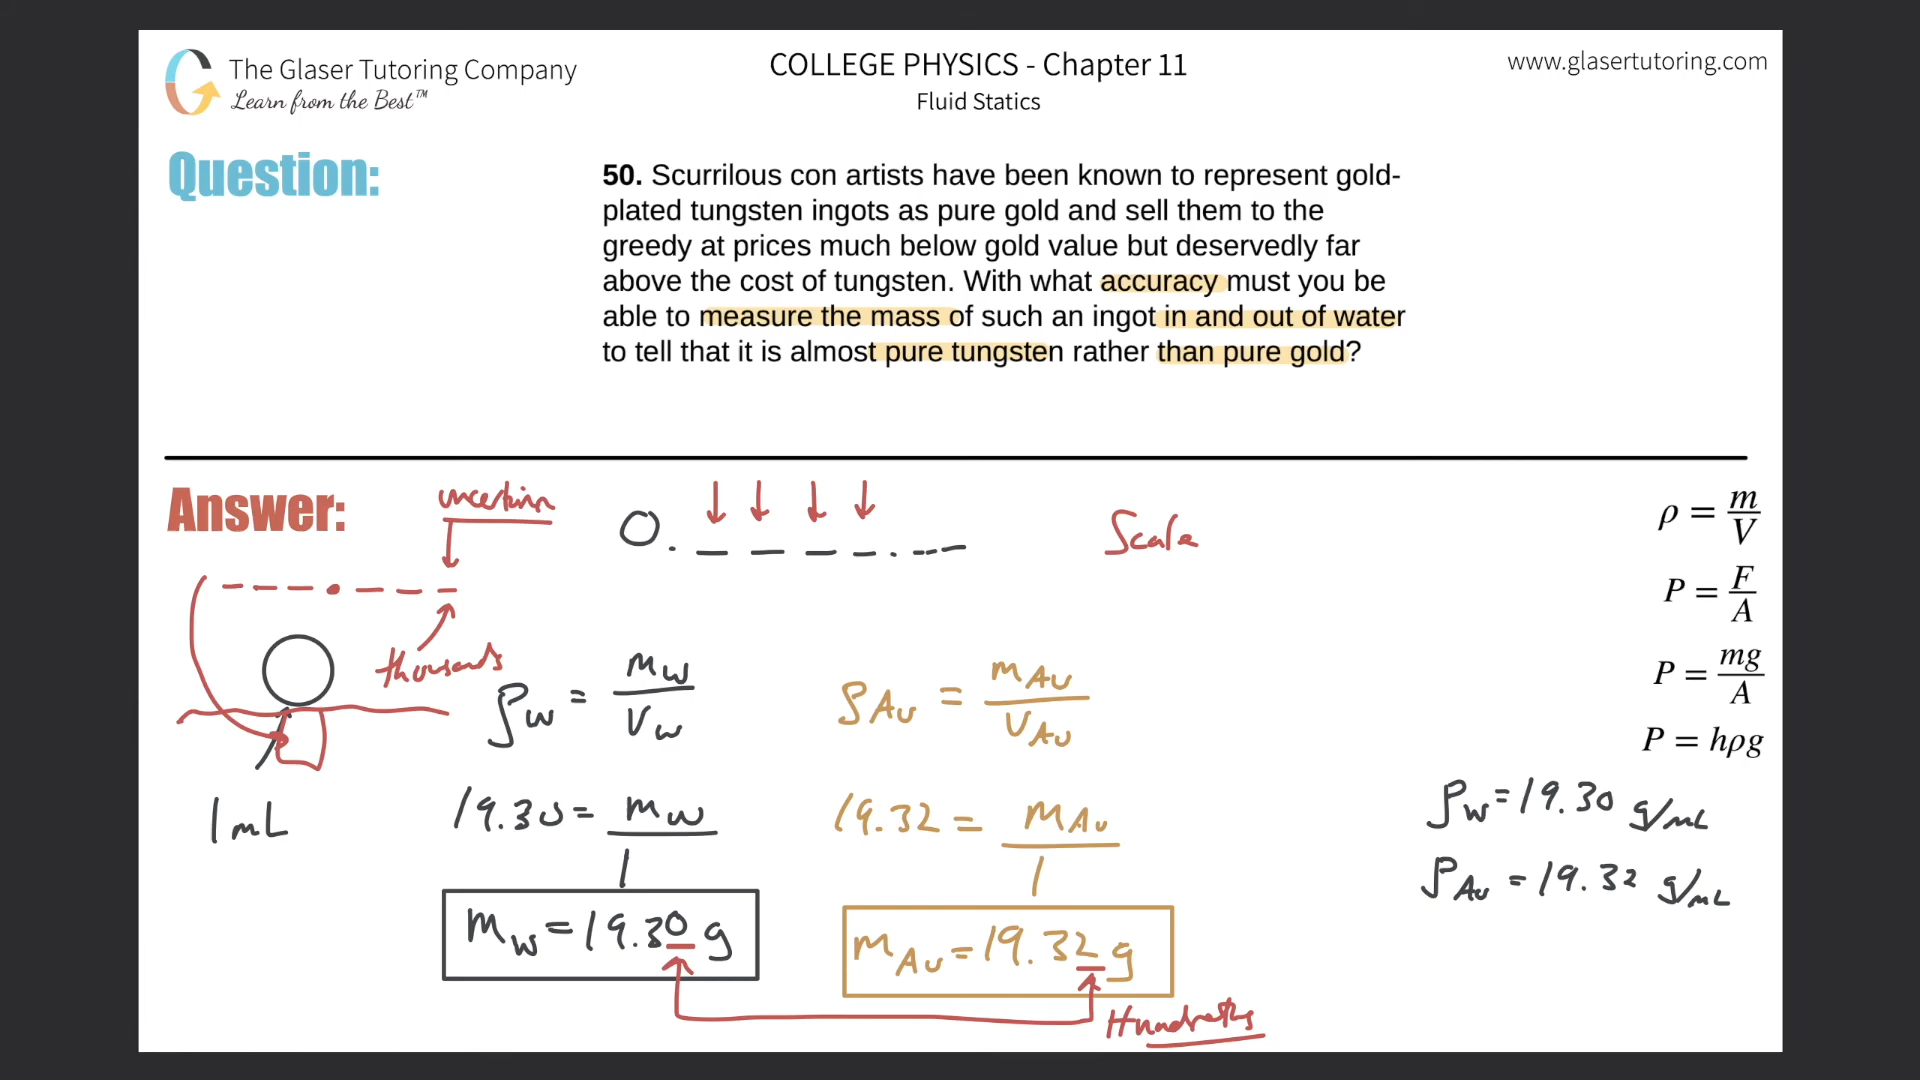 The Glaser Tutoring Company
Learn from the Best™
COLLEGE PHYSICS - Chapter 11
Fluid Statics
www.glasertutoring.com
Question:
50. Scurrilous con artists have been known to represent gold-
plated tungsten ingots as pure gold and sell them to the
greedy at prices much below gold value but deservedly far
above the cost of tungsten. With what accuracy must you be
able to measure the mass of such an ingot in and out of water
to tell that it is almost pure tungsten rather than pure gold?
Answer:
0.
Scale
ρ = m/V
P = F/A
P = mg/A
P = hρg
thousands
ρW = mW/VW
ρAu = mAu/VAu
1 mL
19.30 = mW/1
19.32 = mAu/1
ρW = 19.30 g/mL
ρAu = 19.32 g/mL
mW = 19.30 g
mAu = 19.32 g